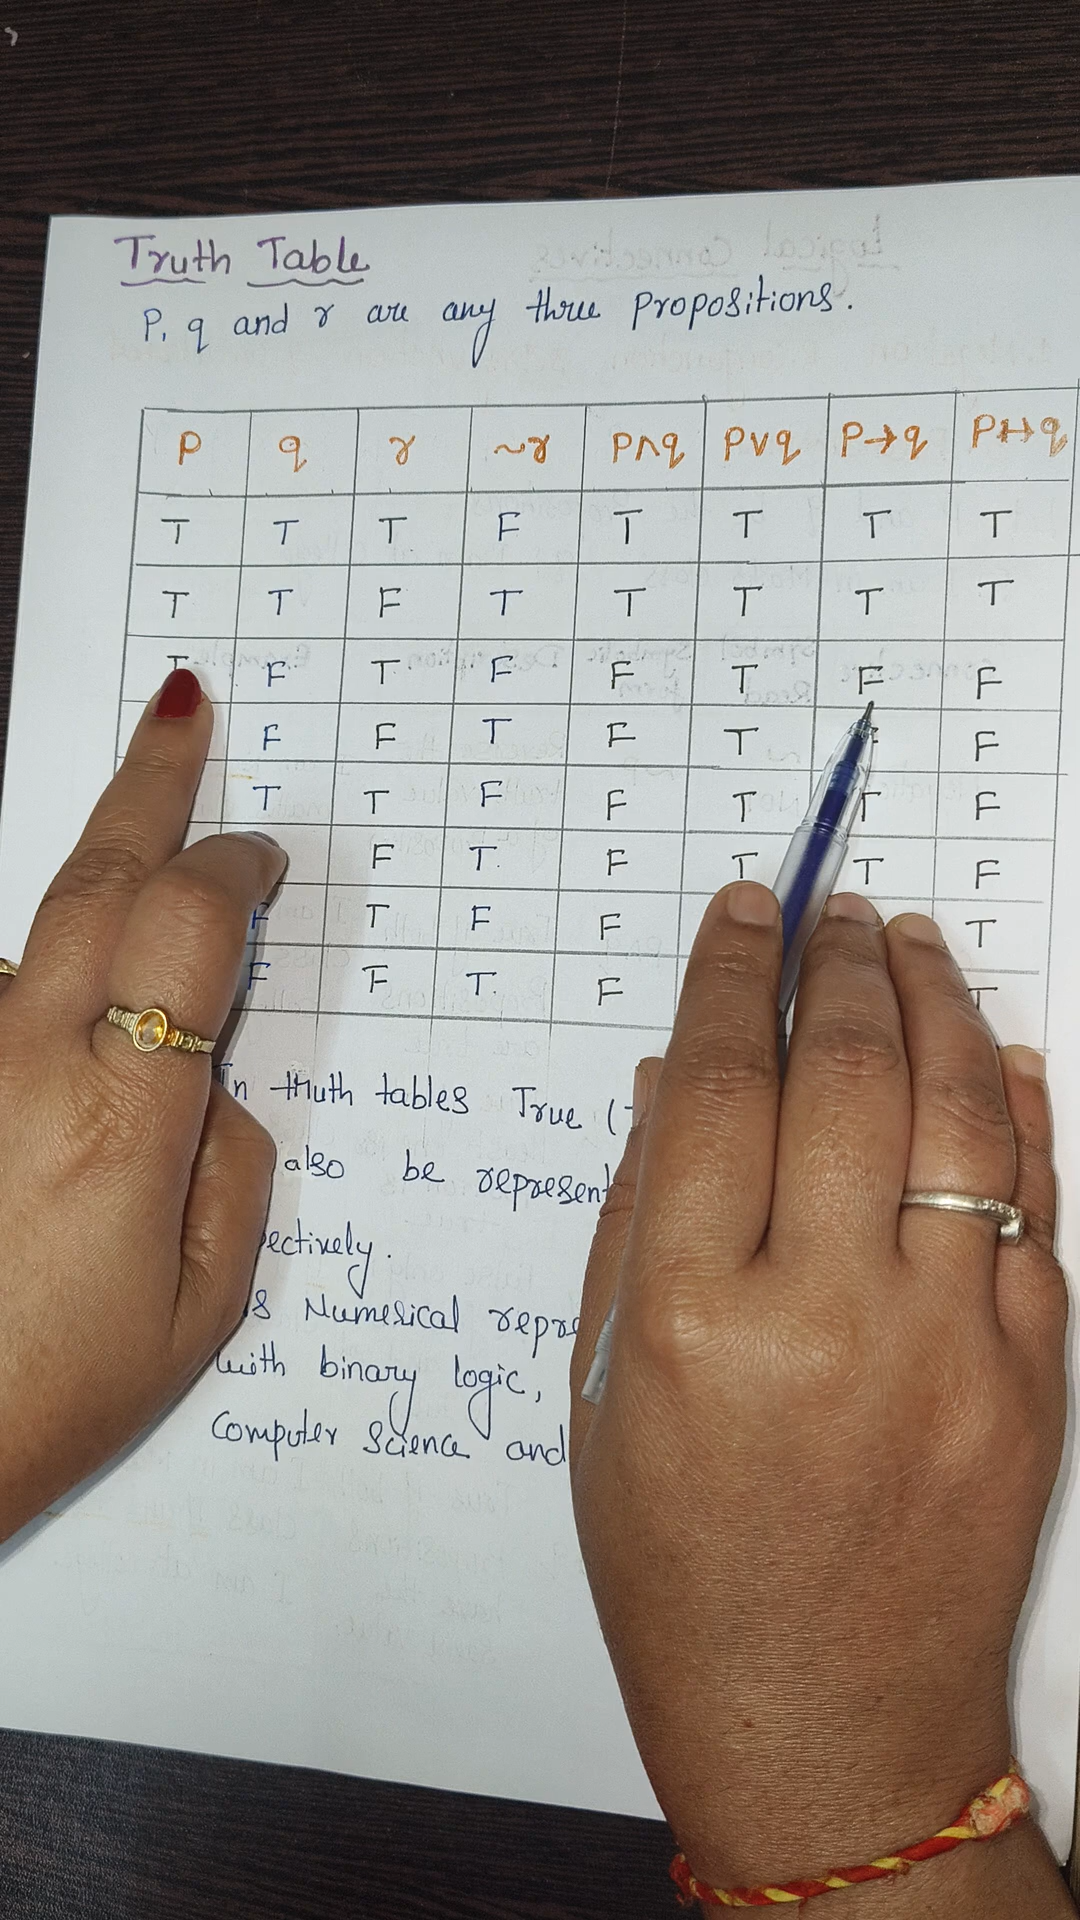 Truth Table
P, q and r are any three propositions.
P q r ~r P∧q P∨q P→q P↔q
T T T F T T T T
T T F T T T T T
T F T F F T F F
F F T F T F
T T F F T T F
F T F T T F
F T F F T
F F T F T
In truth tables True (
also be represent
ectively.
Numerical repre
with binary logic,
Computer Science and